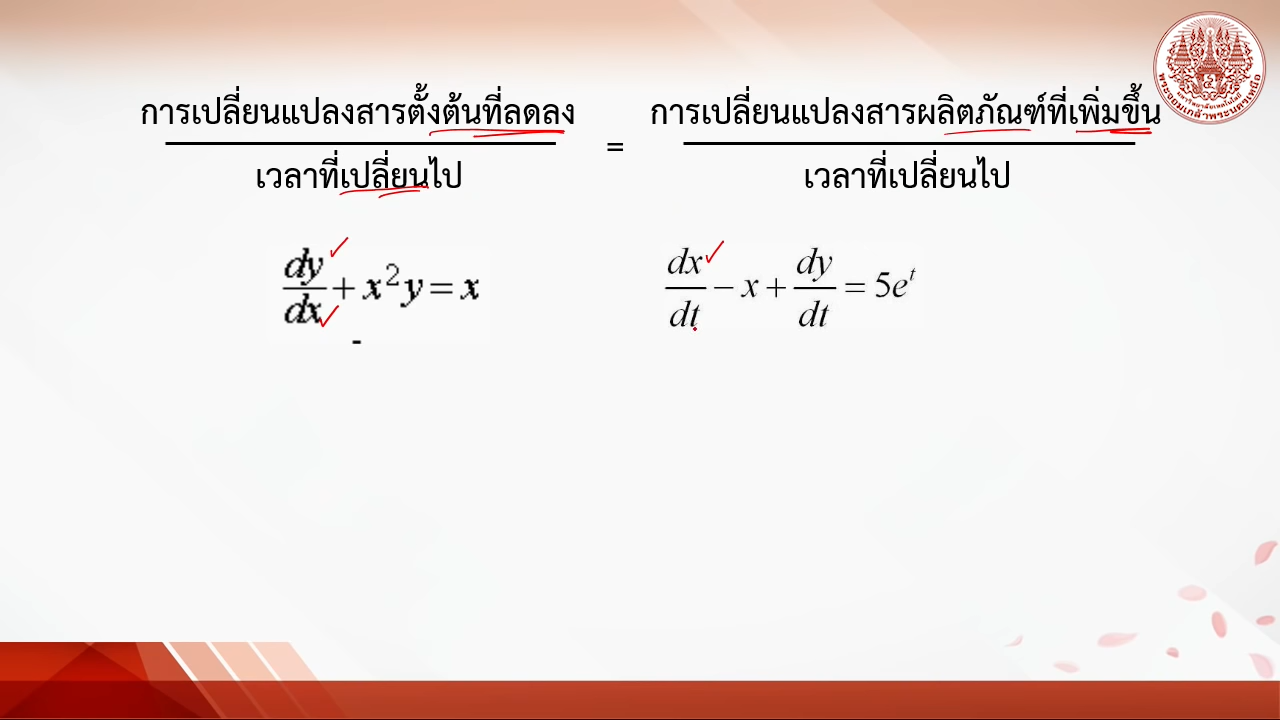 การเปลี่ยนแปลงสารตั้งต้นที่ลดลง
เวลาที่เปลี่ยนไป
=
การเปลี่ยนแปลงสารผลิตภัณฑ์ที่เพิ่มขึ้น
เวลาที่เปลี่ยนไป
dy/dx + x²y = x
-
dx/dt − x + dy/dt = 5eᵗ